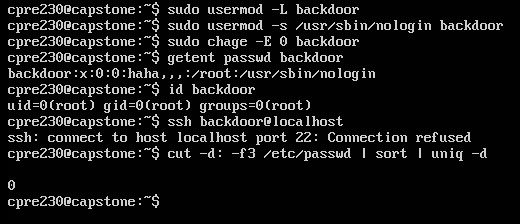 cpre230@capstone:~$ sudo usermod -L backdoor
cpre230@capstone:~$ sudo usermod -s /usr/sbin/nologin backdoor
cpre230@capstone:~$ sudo chage -E 0 backdoor
cpre230@capstone:~$ getent passwd backdoor
backdoor:x:0:0:haha,,,:/root:/usr/sbin/nologin
cpre230@capstone:~$ id backdoor
uid=0(root) gid=0(root) groups=0(root)
cpre230@capstone:~$ ssh backdoor@localhost
ssh: connect to host localhost port 22: Connection refused
cpre230@capstone:~$ cut -d: -f3 /etc/passwd | sort | uniq -d
0
cpre230@capstone:~$